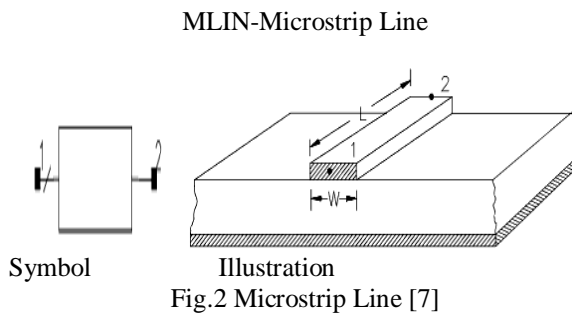 MLIN-Microstrip Line
1
2
L
1
2
W
Symbol Illustration
Fig.2 Microstrip Line [7]